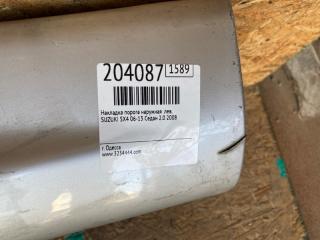 204087 1589
Накладка порога наружная лев.
SUZUKI SX4 06-13 Седан 2.0 2008
г. Одесса
www.3234444.com